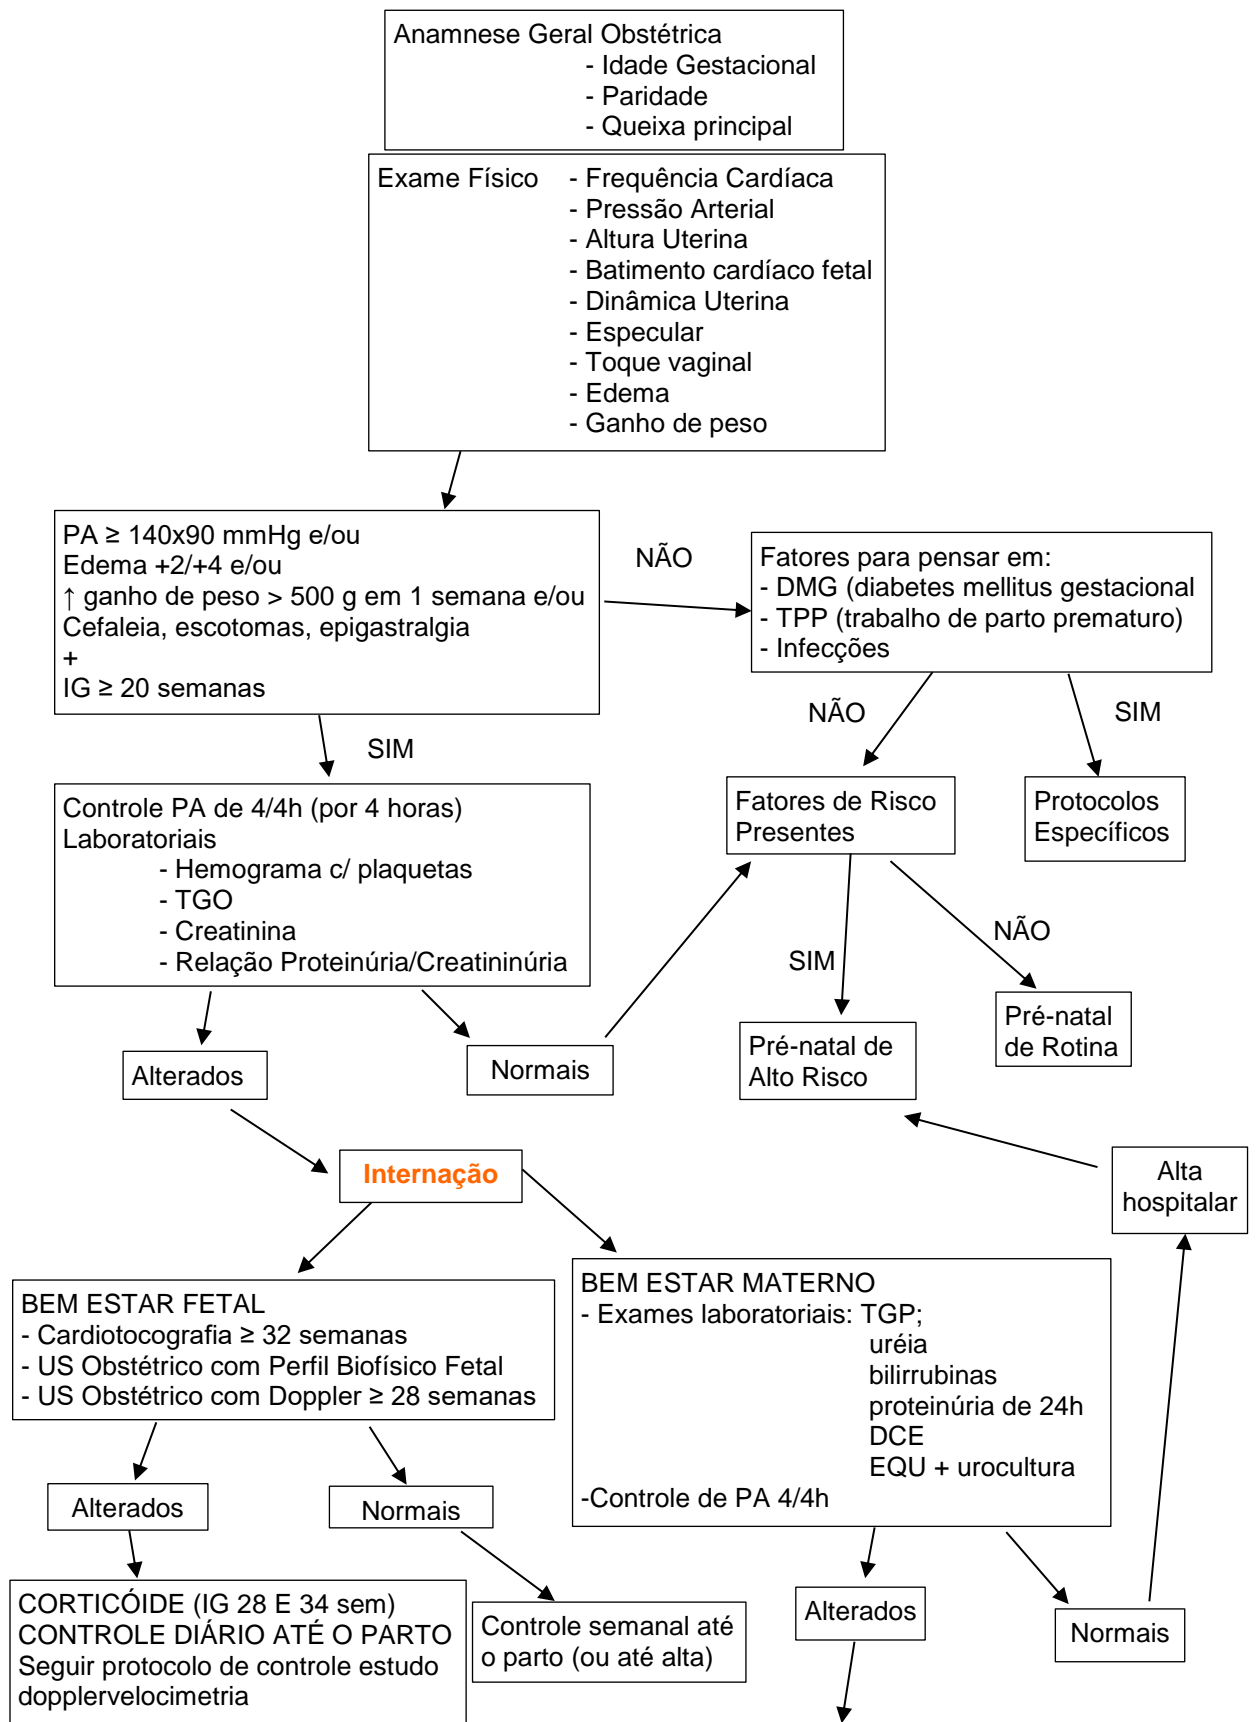 Anamnese Geral Obstétrica
- Idade Gestacional
- Paridade
- Queixa principal
Exame Físico - Frequência Cardíaca
- Pressão Arterial
- Altura Uterina
- Batimento cardíaco fetal
- Dinâmica Uterina
- Especular
- Toque vaginal
- Edema
- Ganho de peso
PA ≥ 140x90 mmHg e/ou
Edema +2/+4 e/ou
↑ ganho de peso > 500 g em 1 semana e/ou
Cefaleia, escotomas, epigastralgia
+
IG ≥ 20 semanas
NÃO
Fatores para pensar em:
- DMG (diabetes mellitus gestacional
- TPP (trabalho de parto prematuro)
- Infecções
SIM
NÃO
SIM
Controle PA de 4/4h (por 4 horas)
Laboratoriais
- Hemograma c/ plaquetas
- TGO
- Creatinina
- Relação Proteinúria/Creatininúria
Fatores de Risco
Presentes
Protocolos
Específicos
SIM
NÃO
Alterados
Normais
Pré-natal de
Alto Risco
Pré-natal
de Rotina
Internação
Alta
hospitalar
BEM ESTAR FETAL
- Cardiotocografia ≥ 32 semanas
- US Obstétrico com Perfil Biofísico Fetal
- US Obstétrico com Doppler ≥ 28 semanas
BEM ESTAR MATERNO
- Exames laboratoriais: TGP;
uréia
bilirrubinas
proteinúria de 24h
DCE
EQU + urocultura
-Controle de PA 4/4h
Alterados
Normais
CORTICÓIDE (IG 28 E 34 sem)
CONTROLE DIÁRIO ATÉ O PARTO
Seguir protocolo de controle estudo
dopplervelocimetria
Controle semanal até
o parto (ou até alta)
Alterados
Normais